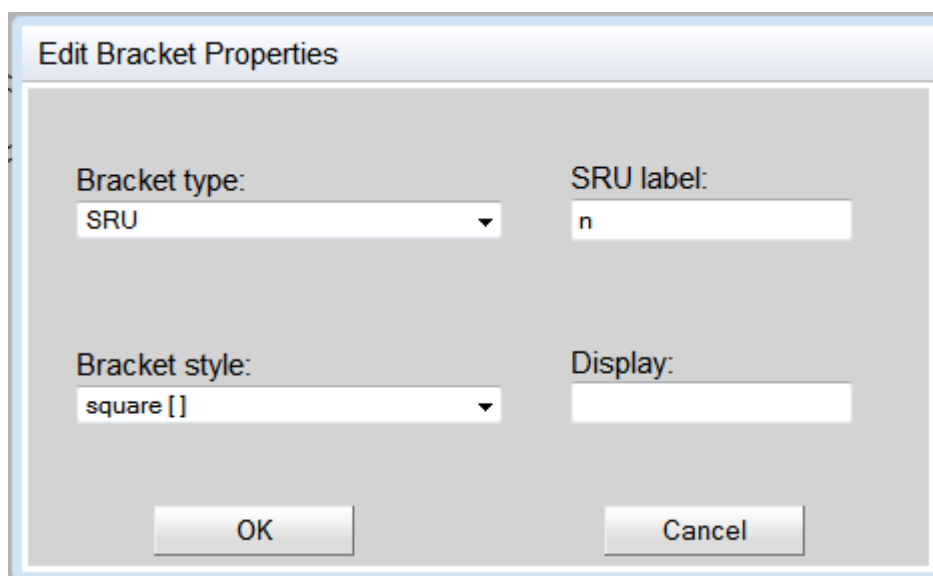 Edit Bracket Properties
Bracket type:
SRU label:
SRU
n
Bracket style:
Display:
square [ ]
OK
Cancel